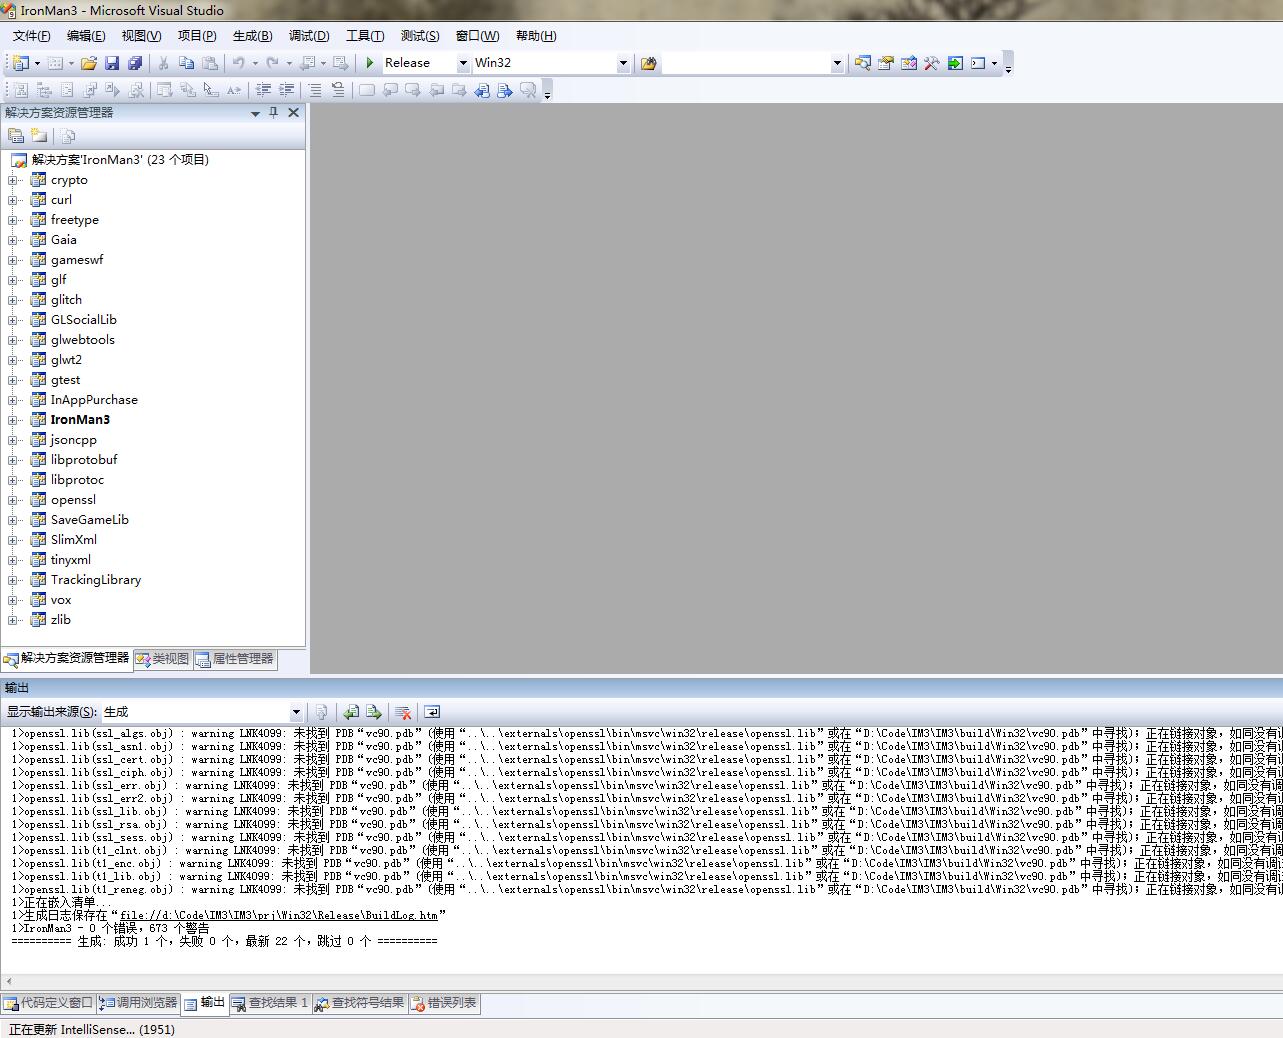 IronMan3 - Microsoft Visual Studio
文件(F) 编辑(E) 视图(V) 项目(P) 生成(B) 调试(D) 工具(T) 测试(S) 窗口(W) 帮助(H)
Release Win32
解决方案资源管理器
解决方案'IronMan3' (23 个项目)
crypto
curl
freetype
Gaia
gameswf
glf
glitch
GLSocialLib
glwebtools
glwt2
gtest
InAppPurchase
IronMan3
jsoncpp
libprotobuf
libprotoc
openssl
SaveGameLib
SlimXml
tinyxml
TrackingLibrary
vox
zlib
解决方案资源管理器 类视图 属性管理器
输出
显示输出来源(S): 生成
1>openssl.lib(ssl_algs.obj) : warning LNK4099: 未找到 PDB“vc90.pdb”(使用“..\..\externals\openssl\bin\msvc\win32\release\openssl.lib”或在“D:\Code\IM3\IM3\build\Win32\vc90.pdb”中寻找)；正在链接对象，如同没有调
1>openssl.lib(ssl_asn1.obj) : warning LNK4099: 未找到 PDB“vc90.pdb”(使用“..\..\externals\openssl\bin\msvc\win32\release\openssl.lib”或在“D:\Code\IM3\IM3\build\Win32\vc90.pdb”中寻找)；正在链接对象，如同没有调
1>openssl.lib(ssl_cert.obj) : warning LNK4099: 未找到 PDB“vc90.pdb”(使用“..\..\externals\openssl\bin\msvc\win32\release\openssl.lib”或在“D:\Code\IM3\IM3\build\Win32\vc90.pdb”中寻找)；正在链接对象，如同没有调
1>openssl.lib(ssl_ciph.obj) : warning LNK4099: 未找到 PDB“vc90.pdb”(使用“..\..\externals\openssl\bin\msvc\win32\release\openssl.lib”或在“D:\Code\IM3\IM3\build\Win32\vc90.pdb”中寻找)；正在链接对象，如同没有调
1>openssl.lib(ssl_err.obj) : warning LNK4099: 未找到 PDB“vc90.pdb”(使用“..\..\externals\openssl\bin\msvc\win32\release\openssl.lib”或在“D:\Code\IM3\IM3\build\Win32\vc90.pdb”中寻找)；正在链接对象，如同没有调
1>openssl.lib(ssl_err2.obj) : warning LNK4099: 未找到 PDB“vc90.pdb”(使用“..\..\externals\openssl\bin\msvc\win32\release\openssl.lib”或在“D:\Code\IM3\IM3\build\Win32\vc90.pdb”中寻找)；正在链接对象，如同没有调
1>openssl.lib(ssl_lib.obj) : warning LNK4099: 未找到 PDB“vc90.pdb”(使用“..\..\externals\openssl\bin\msvc\win32\release\openssl.lib”或在“D:\Code\IM3\IM3\build\Win32\vc90.pdb”中寻找)；正在链接对象，如同没有调
1>openssl.lib(ssl_rsa.obj) : warning LNK4099: 未找到 PDB“vc90.pdb”(使用“..\..\externals\openssl\bin\msvc\win32\release\openssl.lib”或在“D:\Code\IM3\IM3\build\Win32\vc90.pdb”中寻找)；正在链接对象，如同没有调
1>openssl.lib(ssl_sess.obj) : warning LNK4099: 未找到 PDB“vc90.pdb”(使用“..\..\externals\openssl\bin\msvc\win32\release\openssl.lib”或在“D:\Code\IM3\IM3\build\Win32\vc90.pdb”中寻找)；正在链接对象，如同没有调
1>openssl.lib(t1_clnt.obj) : warning LNK4099: 未找到 PDB“vc90.pdb”(使用“..\..\externals\openssl\bin\msvc\win32\release\openssl.lib”或在“D:\Code\IM3\IM3\build\Win32\vc90.pdb”中寻找)；正在链接对象，如同没有调
1>openssl.lib(t1_enc.obj) : warning LNK4099: 未找到 PDB“vc90.pdb”(使用“..\..\externals\openssl\bin\msvc\win32\release\openssl.lib”或在“D:\Code\IM3\IM3\build\Win32\vc90.pdb”中寻找)；正在链接对象，如同没有调试
1>openssl.lib(t1_lib.obj) : warning LNK4099: 未找到 PDB“vc90.pdb”(使用“..\..\externals\openssl\bin\msvc\win32\release\openssl.lib”或在“D:\Code\IM3\IM3\build\Win32\vc90.pdb”中寻找)；正在链接对象，如同没有调试
1>openssl.lib(t1_reneg.obj) : warning LNK4099: 未找到 PDB“vc90.pdb”(使用“..\..\externals\openssl\bin\msvc\win32\release\openssl.lib”或在“D:\Code\IM3\IM3\build\Win32\vc90.pdb”中寻找)；正在链接对象，如同没有调
1>正在嵌入清单...
1>生成日志保存在“file://d:\Code\IM3\IM3\prj\Win32\Release\BuildLog.htm”
1>IronMan3 - 0 个错误，673 个警告
========== 生成: 成功 1 个，失败 0 个，最新 22 个，跳过 0 个 ==========
代码定义窗口 调用浏览器 输出 查找结果 1 查找符号结果 错误列表
正在更新 IntelliSense... (1951)